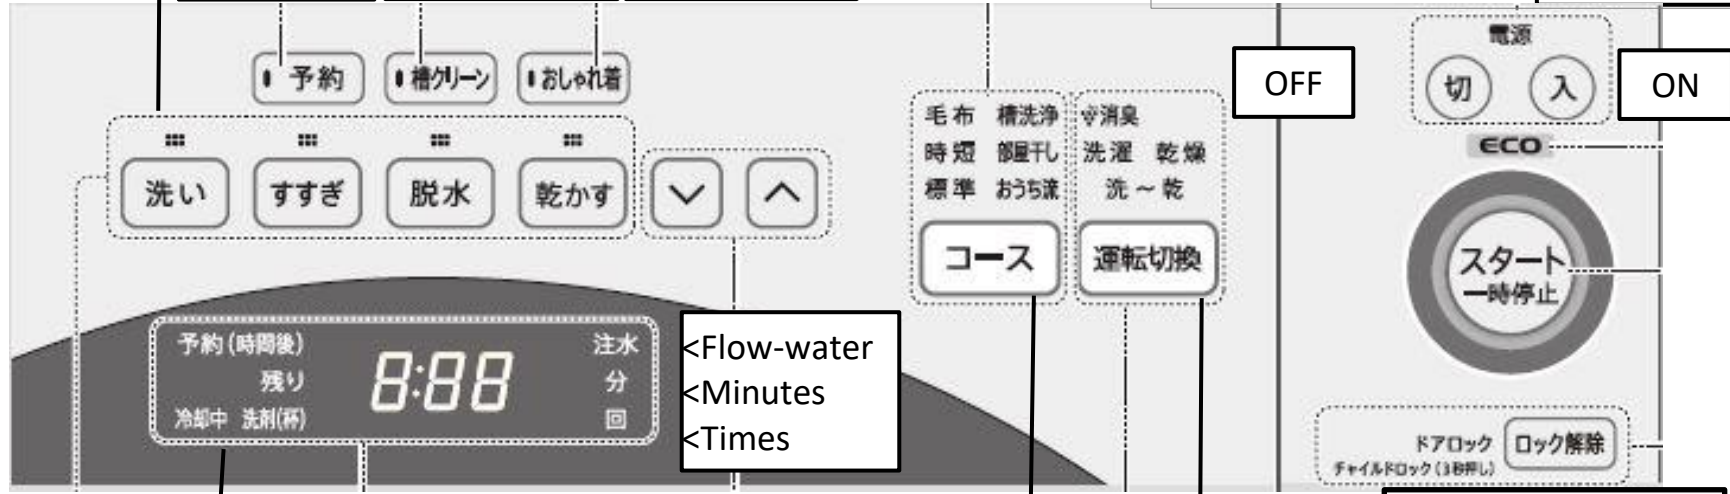 予約 槽クリーン おしゃれ着
洗い すすぎ 脱水 乾かす
毛布 槽洗浄
時短 部屋干し
標準 おうち流
コース
消臭
洗濯 乾燥
洗～乾
運転切換
OFF
電源
切 入
ON
ECO
スタート
一時停止
予約(時間後)
残り
冷却中 洗剤(杯)
8:88
注水
分
回
<Flow-water
<Minutes
<Times
ドアロック
チャイルドロック(3秒押し)
ロック解除